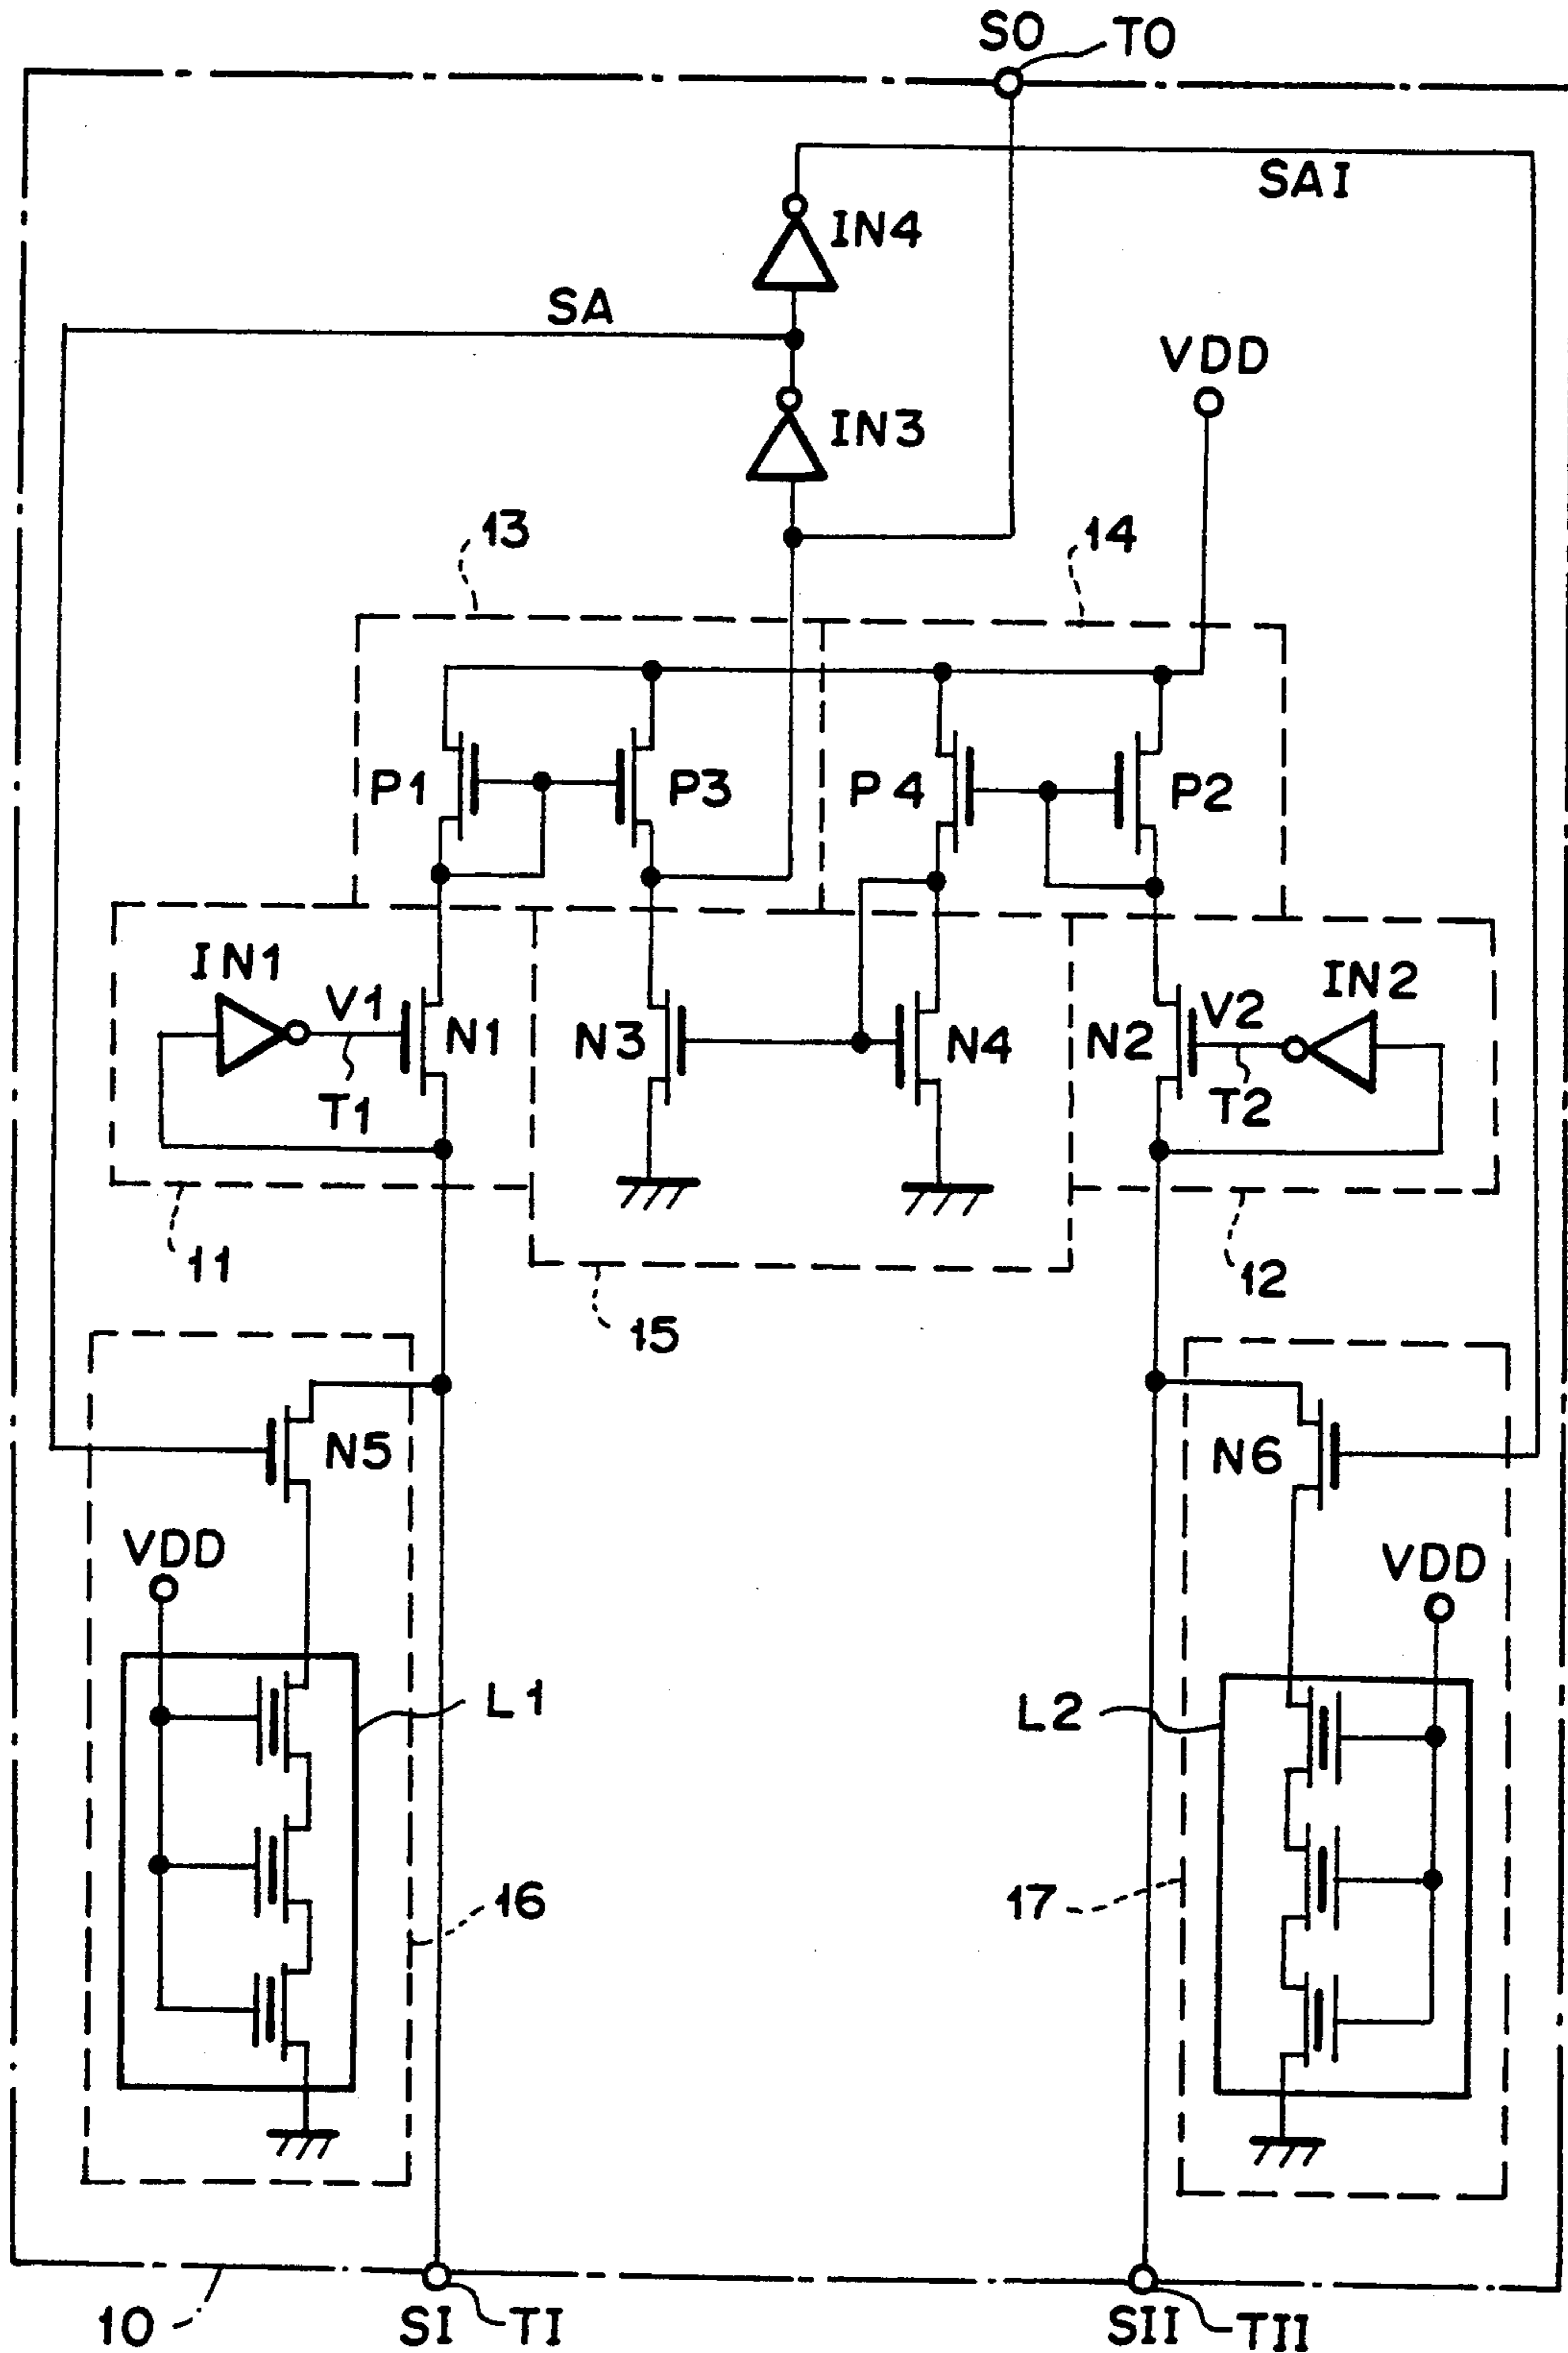 SO TO
SAI
IN4
SA
VDD
IN3
13
14
P1
P3
P4
P2
IN1
V1
N1
N3
N4
N2
V2
IN2
T1
T2
11
12
15
N5
N6
VDD
VDD
L1
L2
16
17
10
SI TI
SII TII